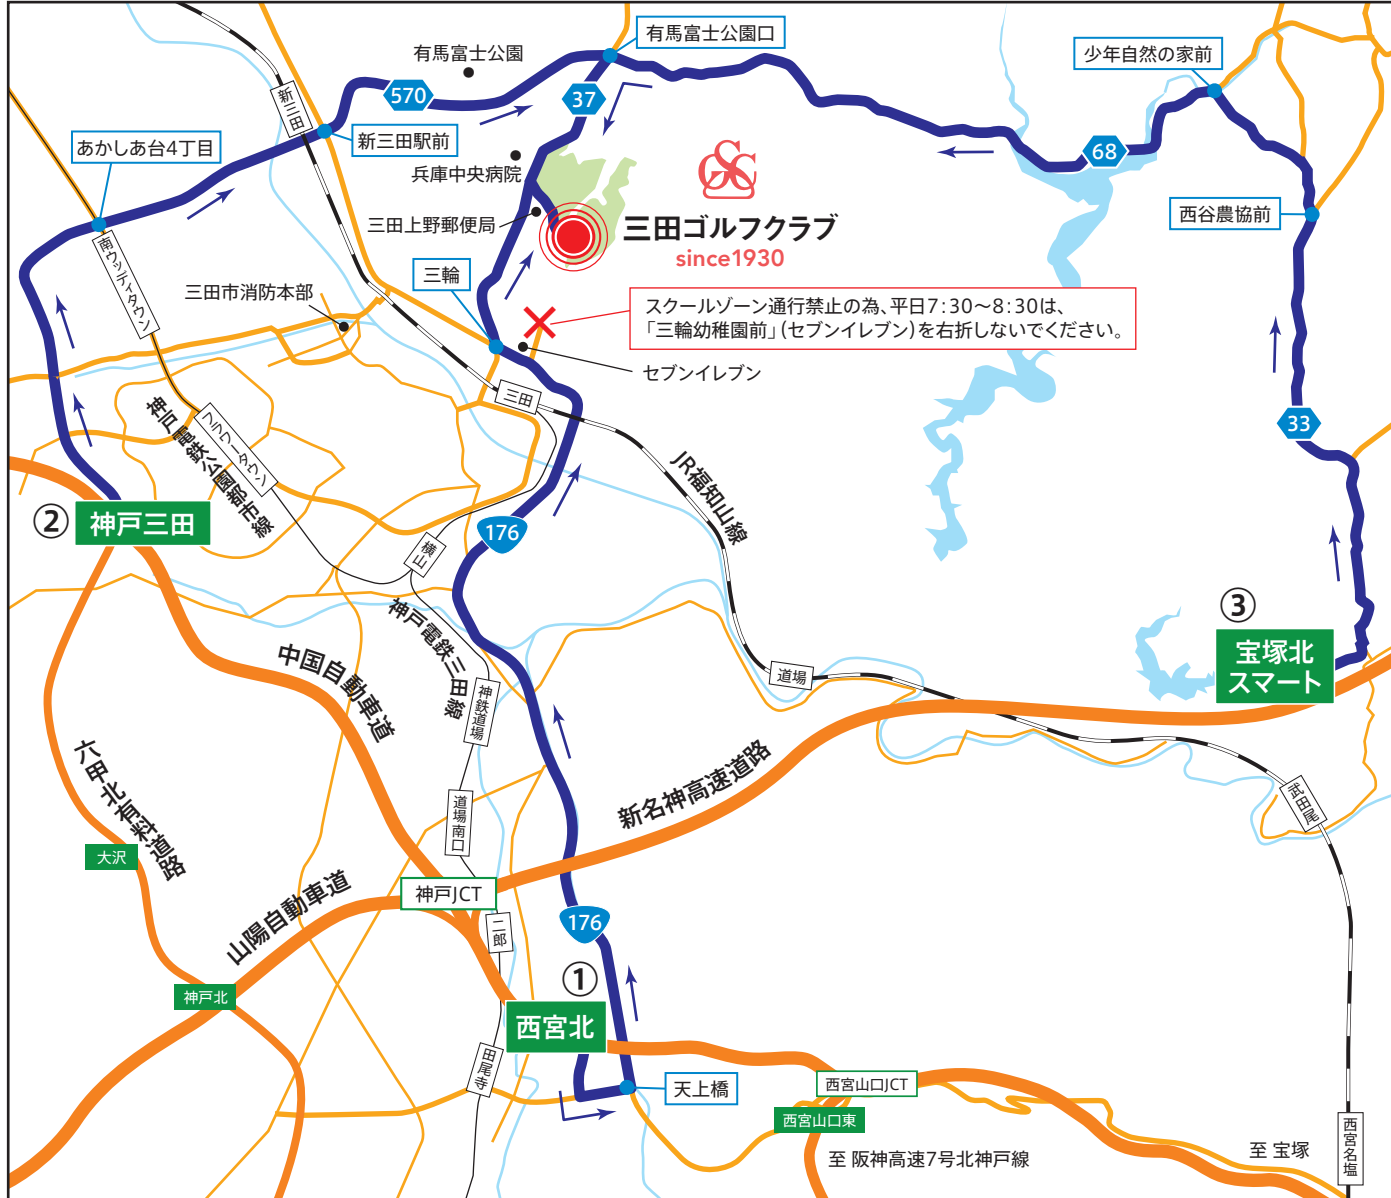 有馬富士公園口
有馬富士公園
少年自然の家前
570
37
新三田
新三田駅前
あかしあ台4丁目
兵庫中央病院
68
三田上野郵便局
西谷農協前
GSC
三田ゴルフクラブ
since1930
南ウッディタウン
三輪
三田市消防本部
スクールゾーン通行禁止の為、平日7:30〜8:30は、
「三輪幼稚園前」(セブンイレブン)を右折しないでください。
セブンイレブン
三田
33
フラワータウン
神戸電鉄公園都市線
JR福知山線
②
神戸三田
176
横山
神戸電鉄三田線
③
宝塚北
スマート
中国自動車道
道場
神鉄道場
六甲北有料道路
新名神高速道路
道場南口
武田尾
大沢
神戸JCT
山陽自動車道
二郎
176
神戸北
①
西宮北
田尾寺
天上橋
西宮山口JCT
西宮山口東
至 阪神高速7号北神戸線
至 宝塚
西宮名塩